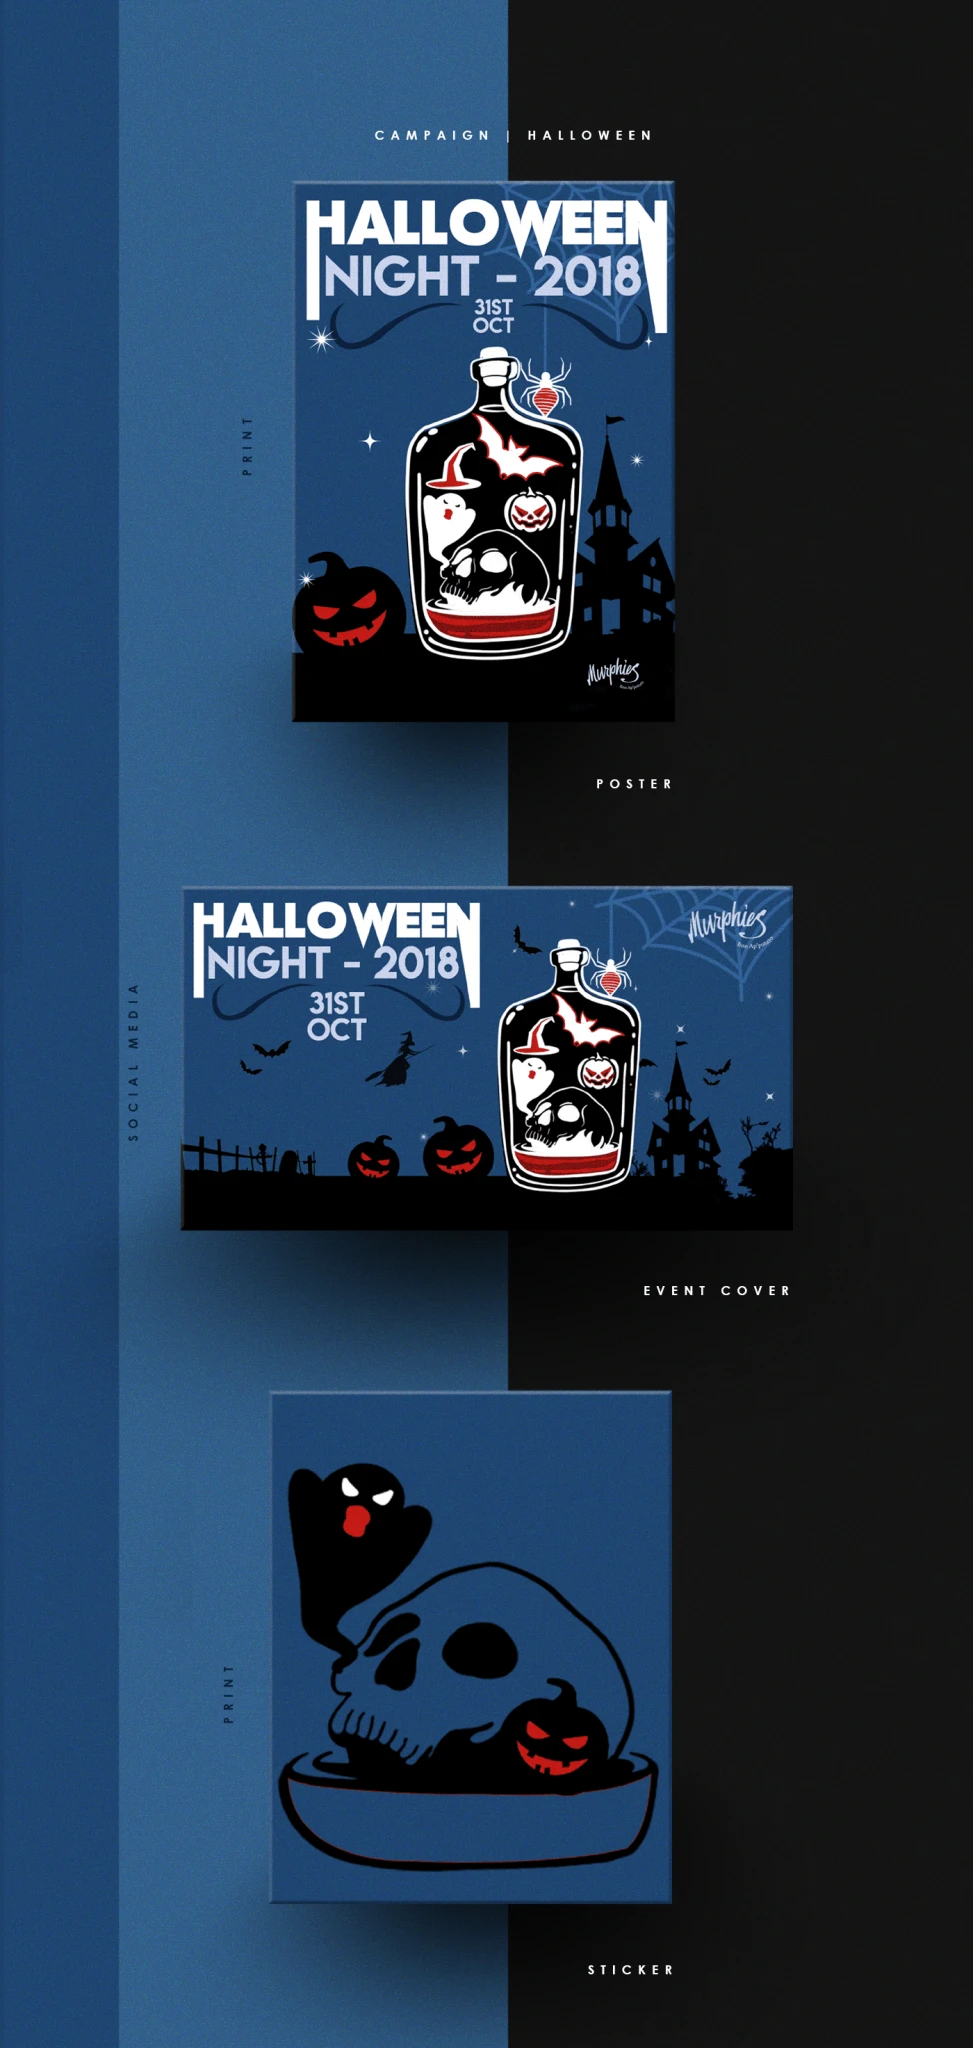 CAMPAIGN | HALLOWEEN
HALLOWEEN
NIGHT - 2018
31ST
OCT
PRINT
Murphies
POSTER
HALLOWEEN
NIGHT - 2018
31ST
OCT
Murphies
SOCIAL MEDIA
EVENT COVER
PRINT
STICKER